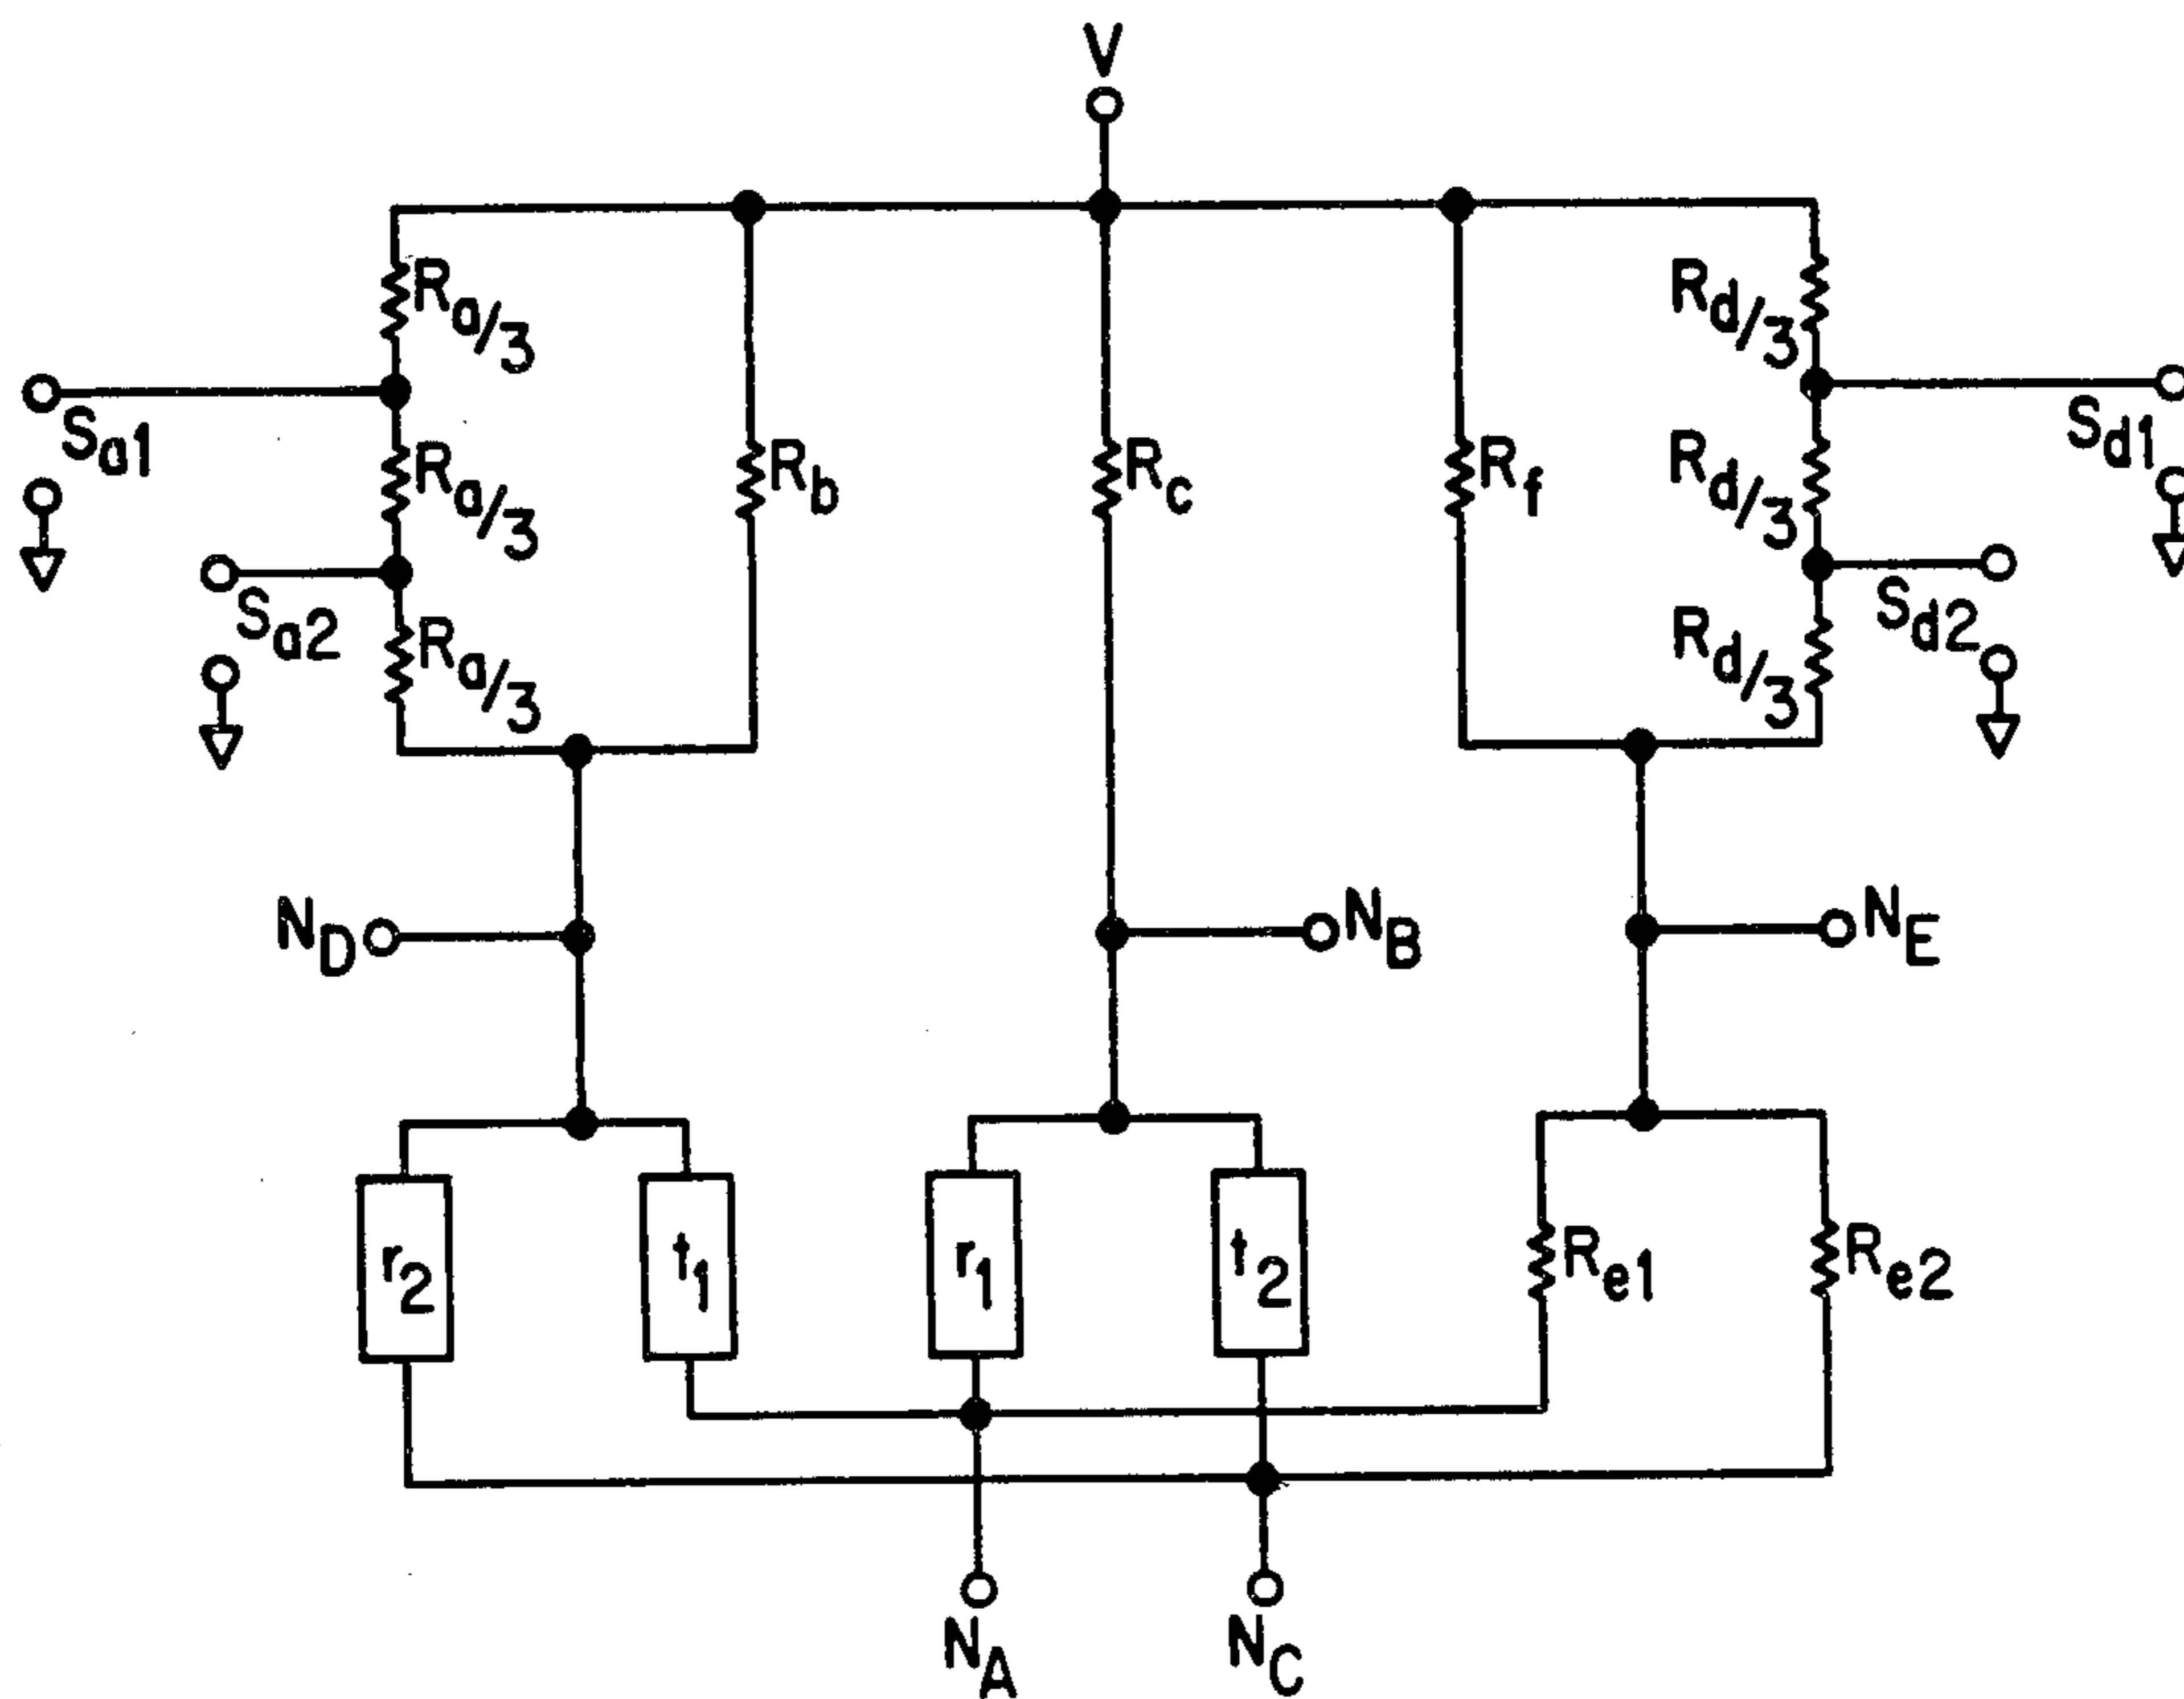 V
Ra/3
Rd/3
Sa1
Sd1
Ra/3
Rb
Rc
Rf
Rd/3
Sa2
Sd2
Ra/3
Rd/3
ND
NB
NE
r2
t1
r1
t2
Re1
Re2
NA
NC